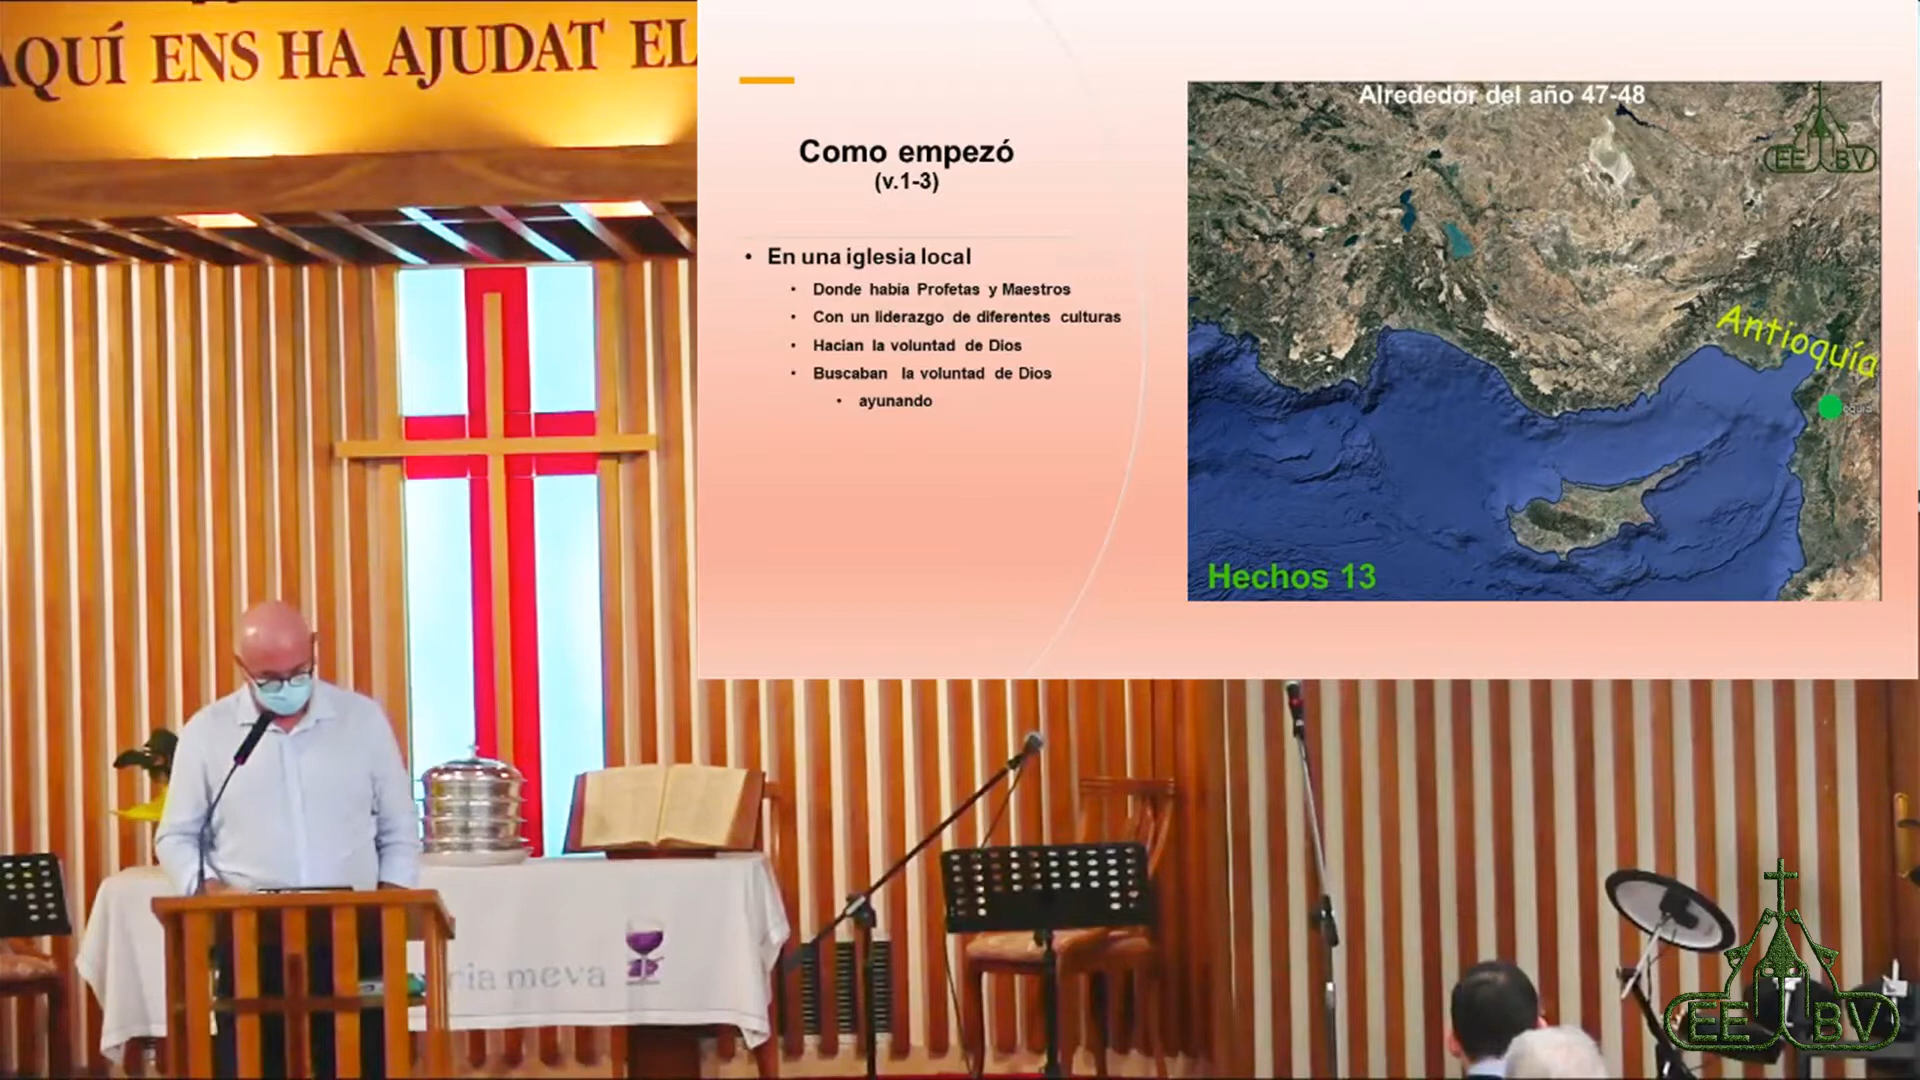 AQUÍ ENS HA AJUDAT EL
Como empezó
(v.1-3)
• En una iglesia local
• Donde habia Profetas y Maestros
• Con un liderazgo de diferentes culturas
• Hacian la voluntad de Dios
• Buscaban la voluntad de Dios
• ayunando
Alrededor del año 47-48
EE BV
Antioquía
Hechos 13
ria meva
EE BV